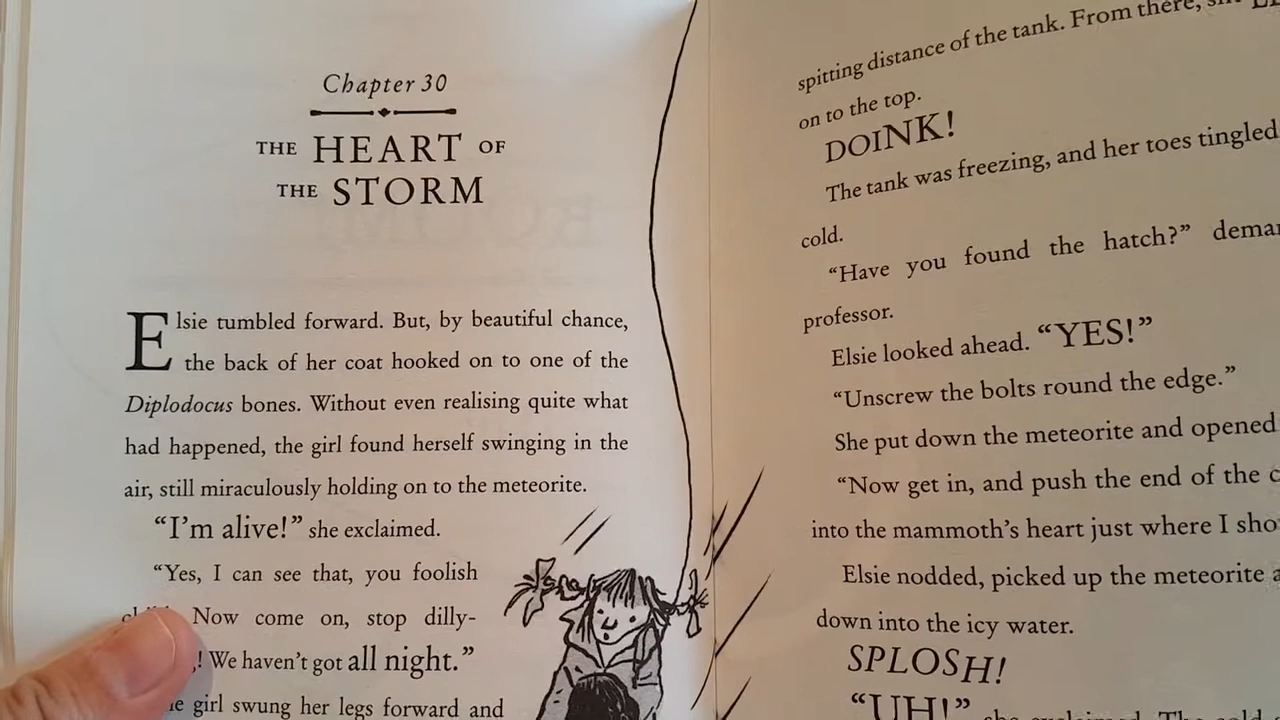 Chapter 30
THE HEART OF
THE STORM
Elsie tumbled forward. But, by beautiful chance,
the back of her coat hooked on to one of the
Diplodocus bones. Without even realising quite what
had happened, the girl found herself swinging in the
air, still miraculously holding on to the meteorite.
“I’m alive!” she exclaimed.
“Yes, I can see that, you foolish
Now come on, stop dilly-
! We haven’t got all night.”
girl swung her legs forward and
spitting distance of the tank. From there,
on to the top.
DOINK!
The tank was freezing, and her toes tingled
cold.
“Have you found the hatch?”
professor.
Elsie looked ahead. “YES!”
“Unscrew the bolts round the edge.”
She put down the meteorite and opened
“Now get in, and push the end of the
into the mammoth’s heart just where I
Elsie nodded, picked up the meteorite
down into the icy water.
SPLOSH!
“UH!” she exclaimed. The cold